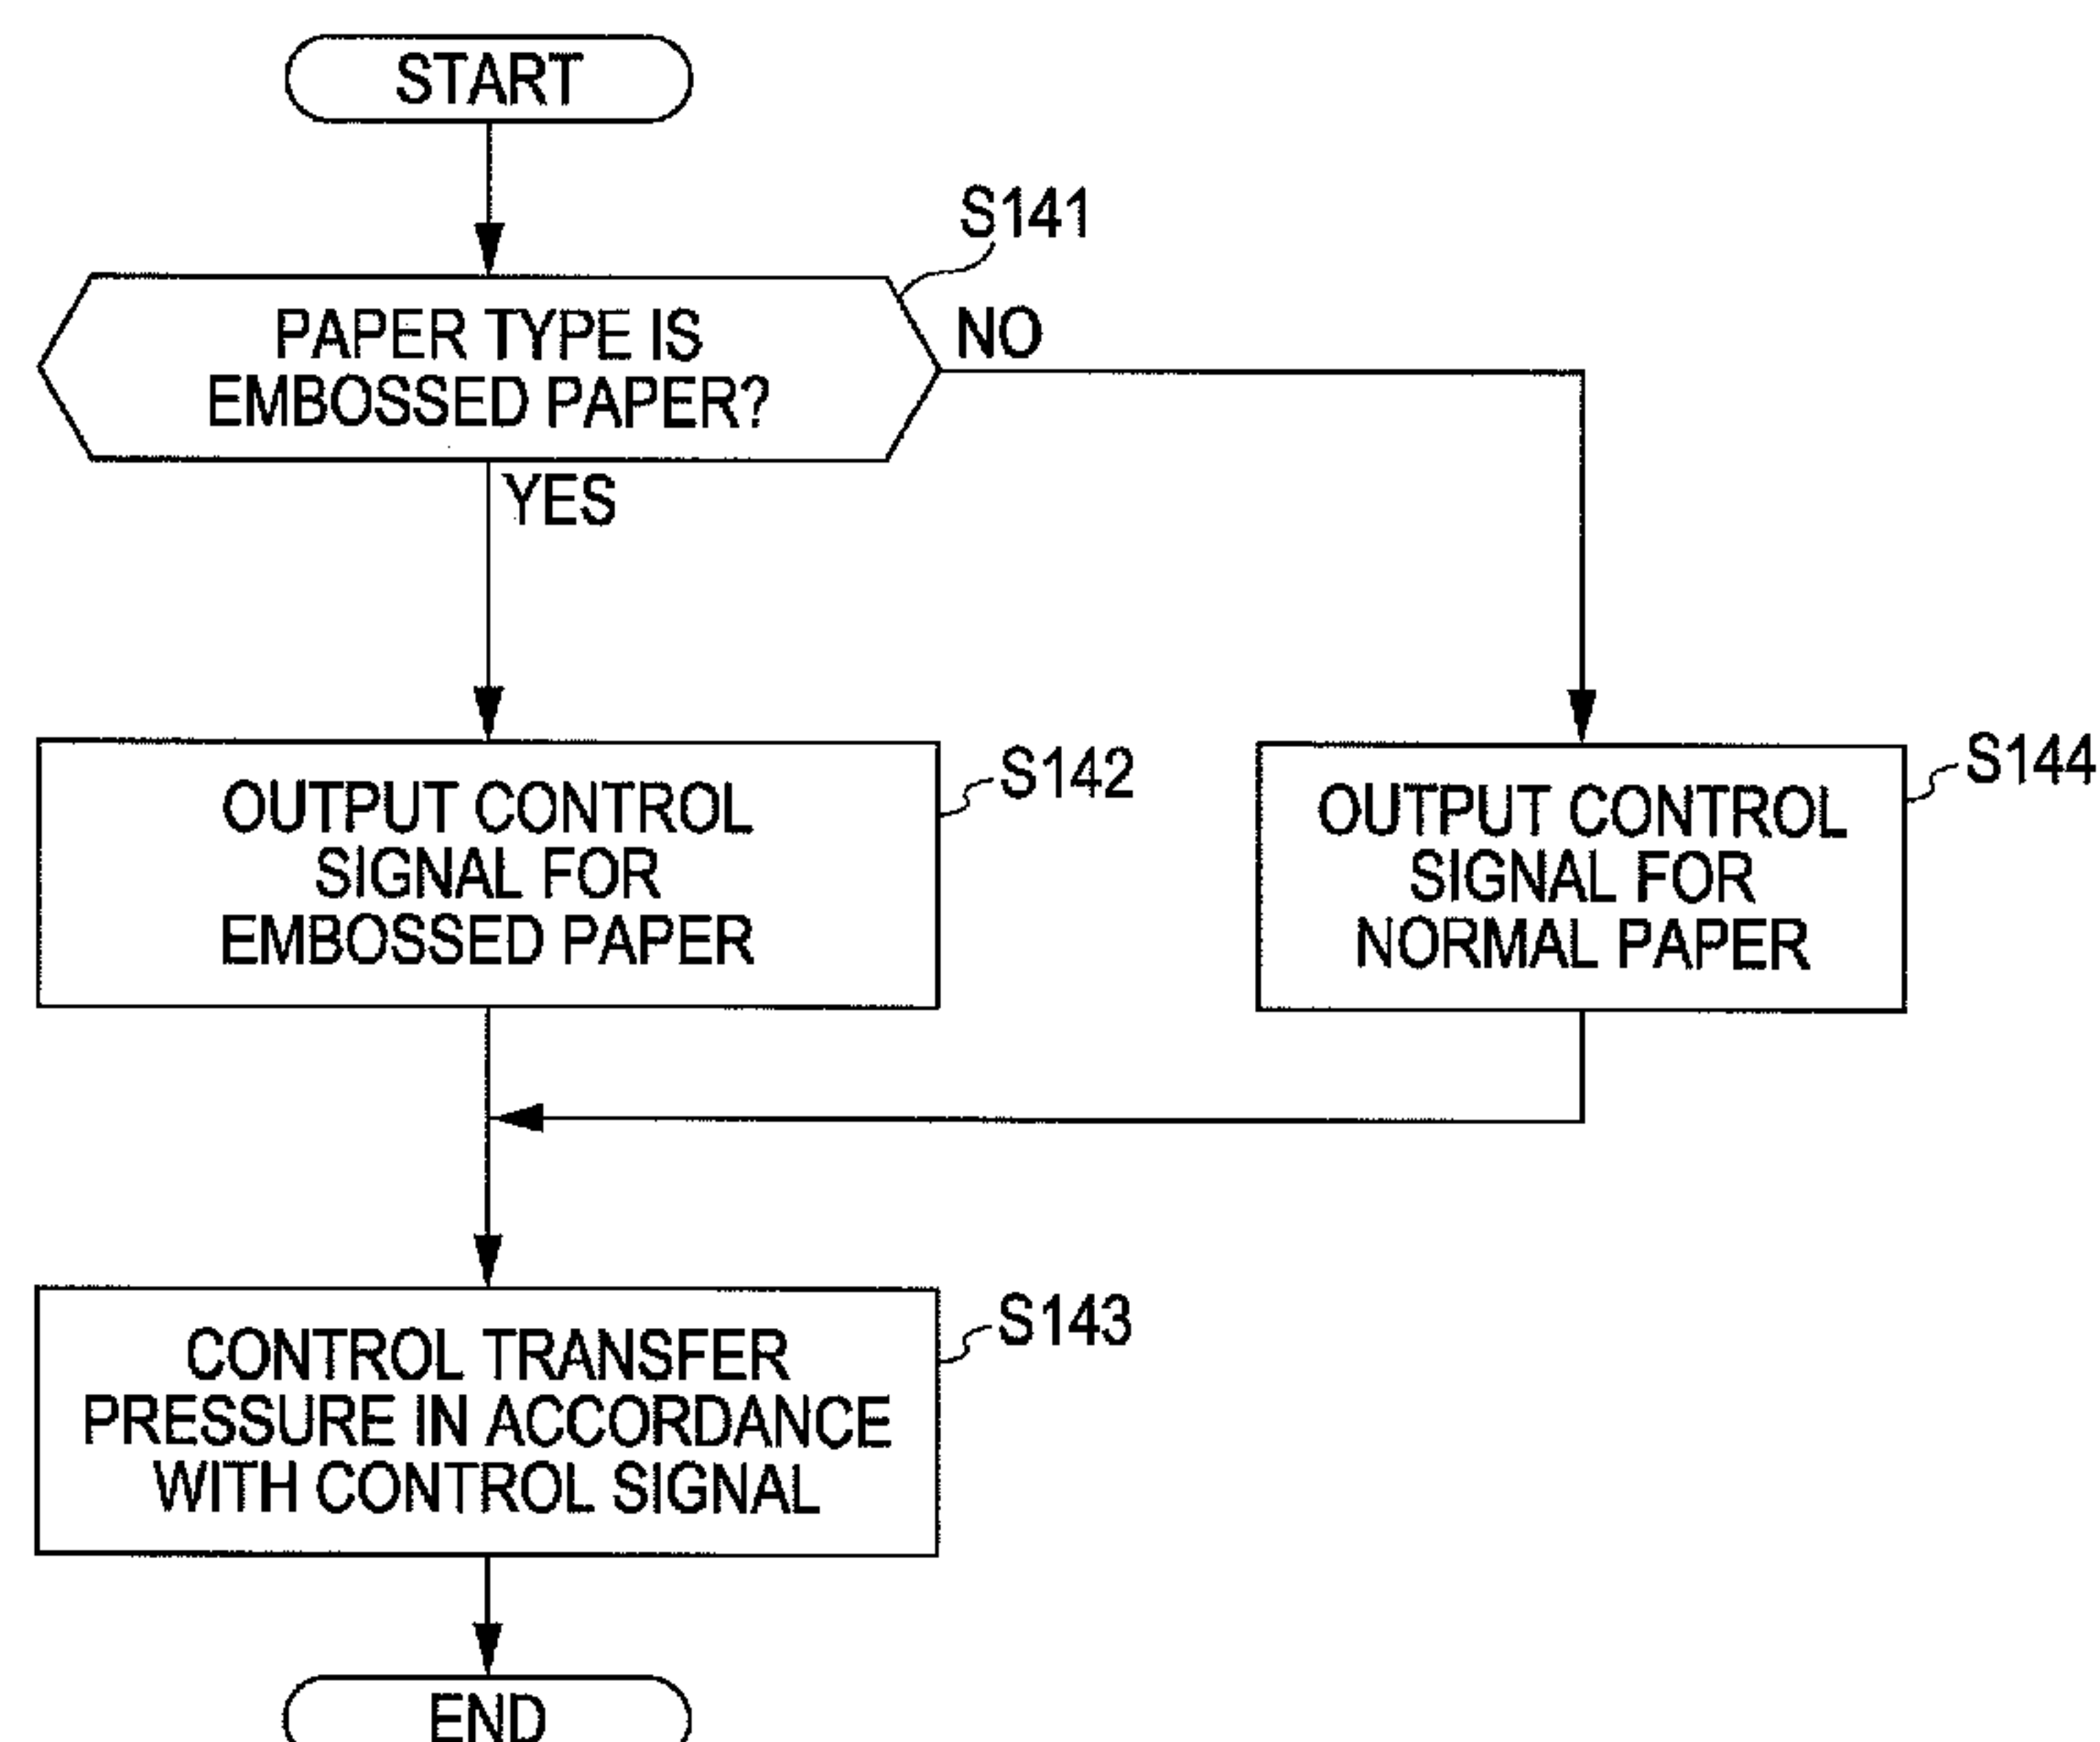 START
S141
PAPER TYPE IS
EMBOSSED PAPER?
NO
YES
OUTPUT CONTROL
SIGNAL FOR
EMBOSSED PAPER
S142
OUTPUT CONTROL
SIGNAL FOR
NORMAL PAPER
S144
CONTROL TRANSFER
PRESSURE IN ACCORDANCE
WITH CONTROL SIGNAL
S143
END